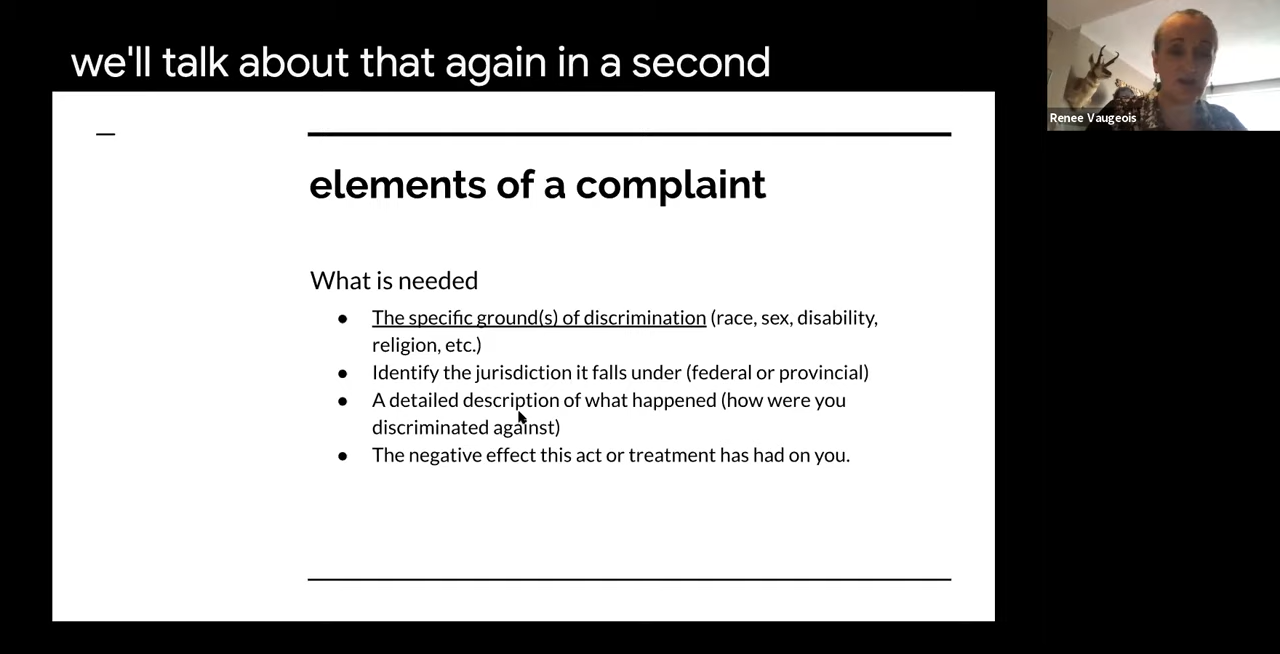 we'll talk about that again in a second
Renee Vaugeois
elements of a complaint
What is needed
● The specific ground(s) of discrimination (race, sex, disability,
religion, etc.)
● Identify the jurisdiction it falls under (federal or provincial)
● A detailed description of what happened (how were you
discriminated against)
● The negative effect this act or treatment has had on you.